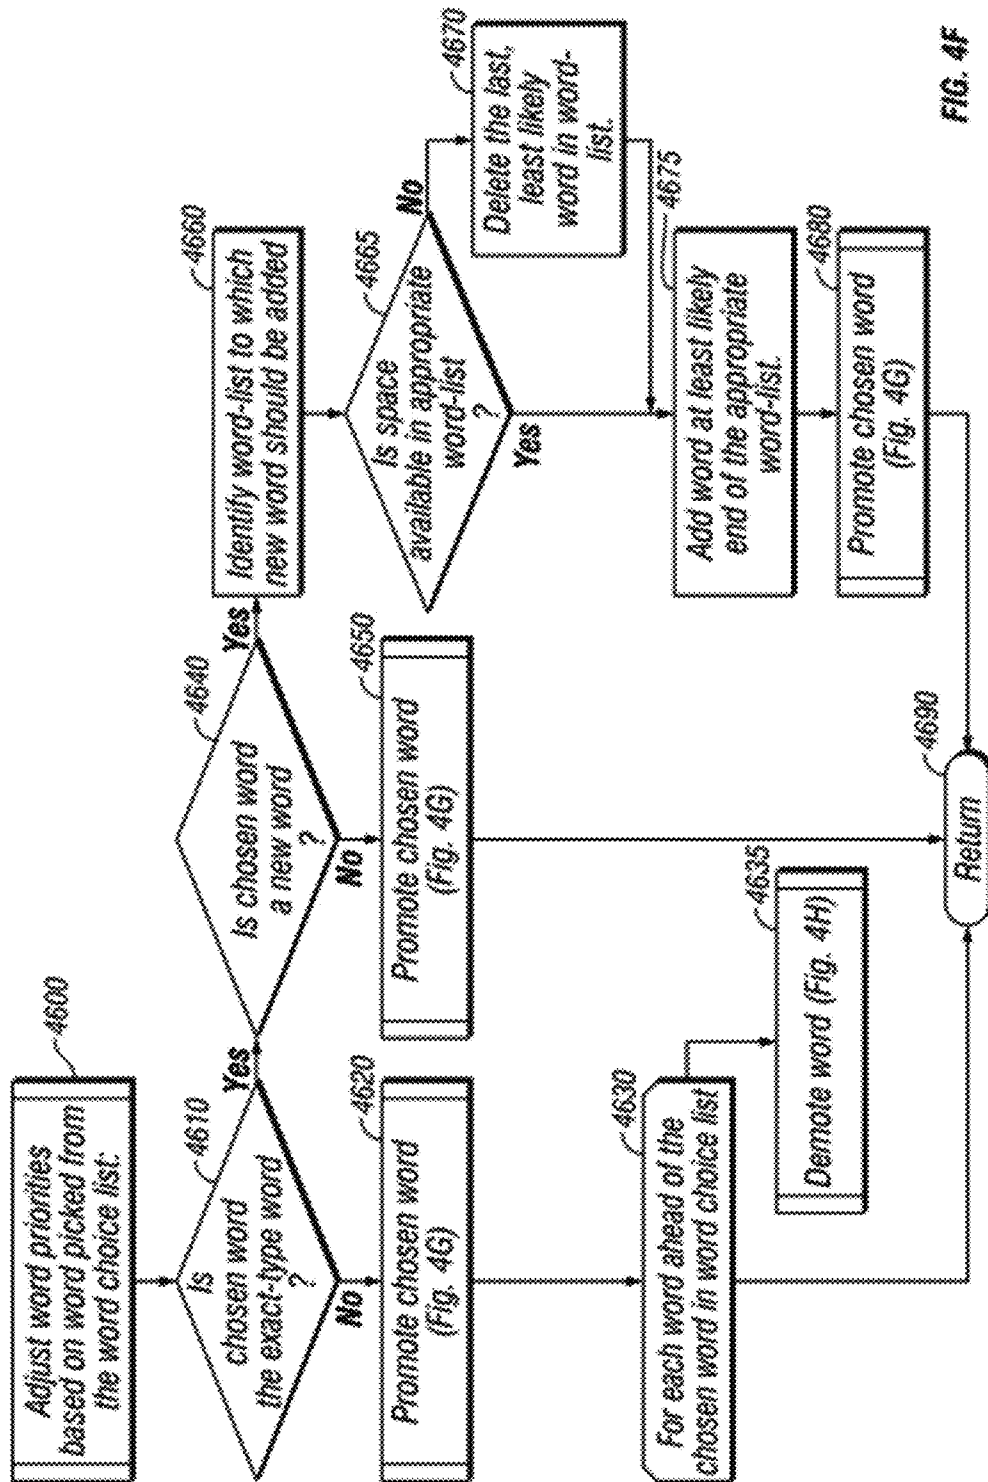 4600
Adjust word priorities
based on word picked from
the word choice list:
4610
Is
chosen word
the exact-type word
?
Yes
No
4620
Promote chosen word
(Fig. 4G)
4630
For each word ahead of the
chosen word in word choice list
4635
Demote word (Fig. 4H)
4640
Is chosen word
a new word
?
Yes
No
4650
Promote chosen word
(Fig. 4G)
4660
Identify word-list to which
new word should be added
4665
Is space
available in appropriate
word-list
?
No
Yes
4670
Delete the last,
least likely
word in word-
list.
4675
Add word at least likely
end of the appropriate
word-list.
4680
Promote chosen word
(Fig. 4G)
4690
Return
FIG. 4F